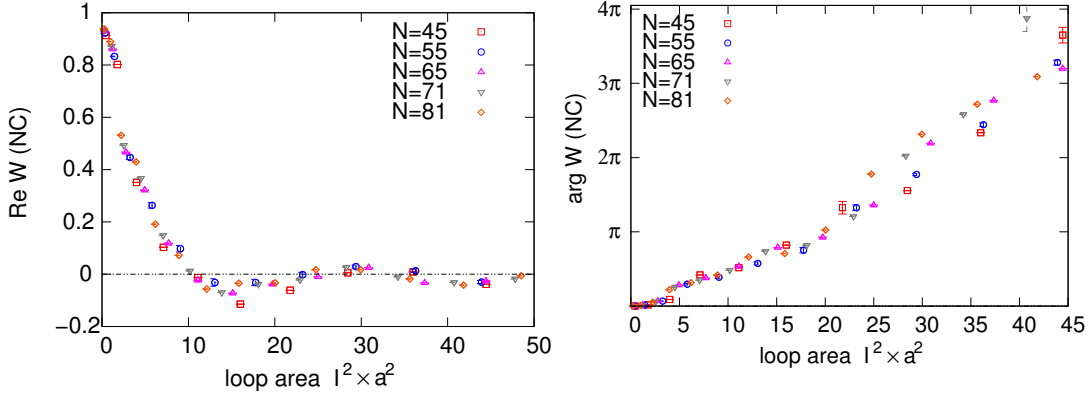 Re W (NC)
1
0.8
0.6
0.4
0.2
0
−0.2
0
10
20
30
40
50
loop area l² × a²
N=45
N=55
N=65
N=71
N=81
arg W (NC)
4π
3π
2π
π
0
5
10
15
20
25
30
35
40
45
loop area l² × a²
N=45
N=55
N=65
N=71
N=81